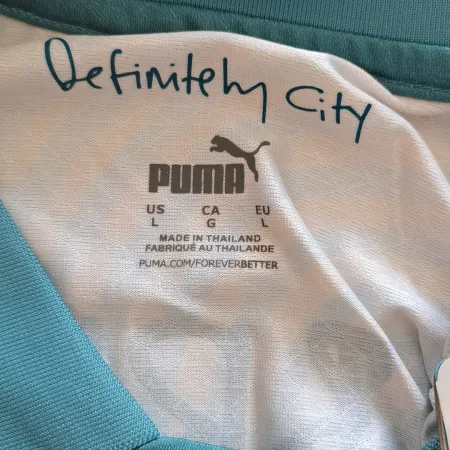 Definitely City
PUMA
US CA EU
L G L
MADE IN THAILAND
FABRIQUÉ AU THAILANDE
PUMA.COM/FOREVERBETTER